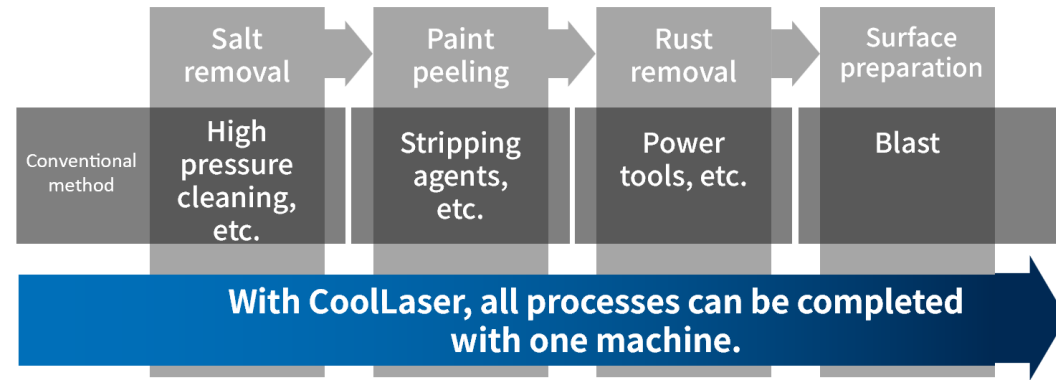 Salt
removal
Paint
peeling
Rust
removal
Surface
preparation
Conventional
method
High
pressure
cleaning,
etc.
Stripping
agents,
etc.
Power
tools, etc.
Blast
With CoolLaser, all processes can be completed
with one machine.